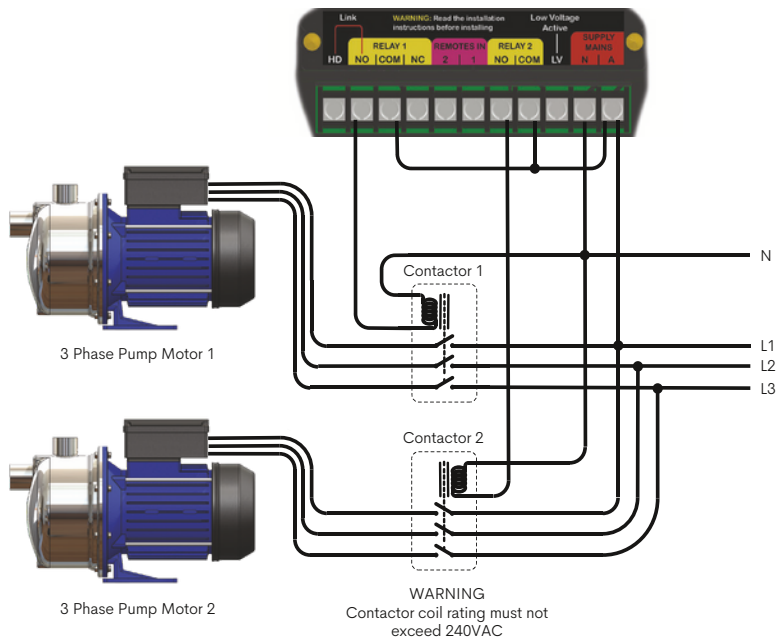 Link
WARNING: Read the installation
instructions before installing
Low Voltage
Active
SUPPLY
MAINS
RELAY 1
REMOTES IN
RELAY 2
HD
NO | COM | NC
2 | 1
NO | COM
LV
N | A
N
Contactor 1
3 Phase Pump Motor 1
L1
L2
L3
Contactor 2
3 Phase Pump Motor 2
WARNING
Contactor coil rating must not
exceed 240VAC